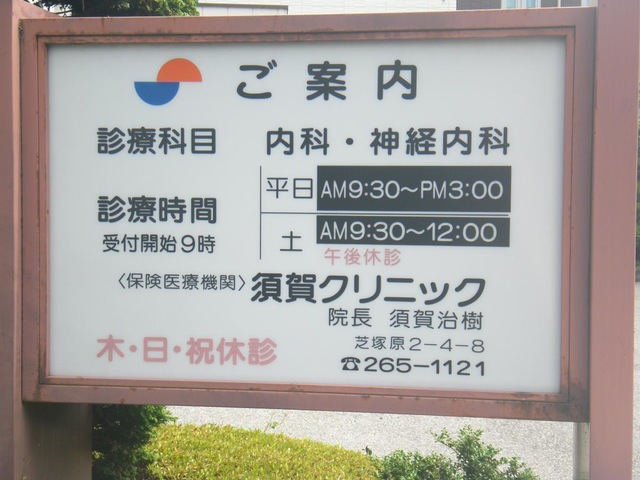 ご案内
診療科目 内科・神経内科
診療時間 平日 AM9:30～PM3:00
受付開始9時 土 AM9:30～12:00
午後休診
〈保険医療機関〉須賀クリニック
院長 須賀治樹
芝塚原2-4-8
木・日・祝休診 ☎265-1121